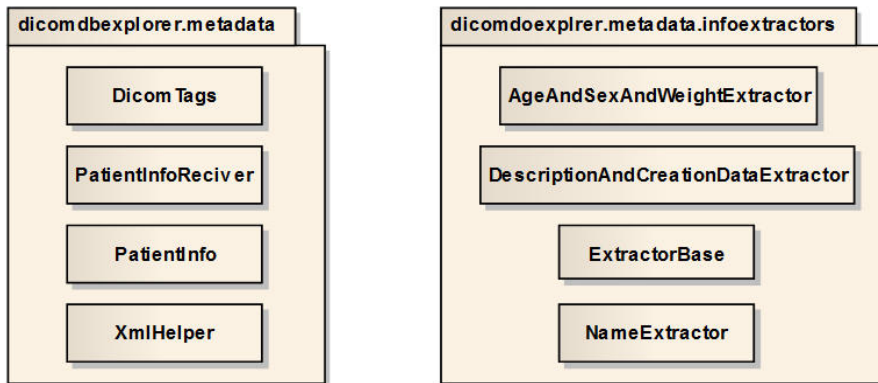 dicomdbexplorer.metadata
DicomTags
PatientInfoReciver
PatientInfo
XmlHelper
dicomdoexplrer.metadata.infoextractors
AgeAndSexAndWeightExtractor
DescriptionAndCreationDataExtractor
ExtractorBase
NameExtractor